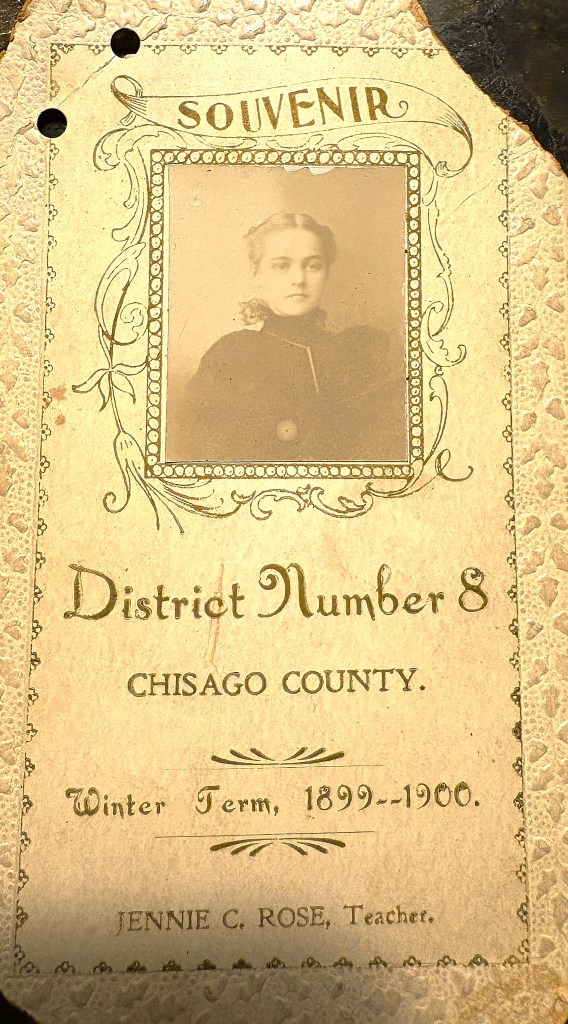 SOUVENIR
District Number 8
CHISAGO COUNTY.
Winter Term, 1899--1900.
JENNIE C. ROSE, Teacher.